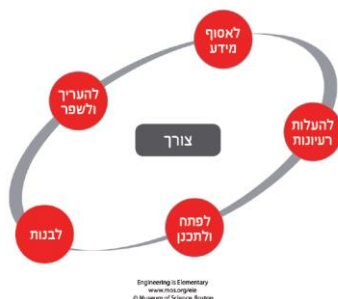 לאסוף
מידע
להעלות
רעיונות
לפתח
ולתכנן
לבנות
להעריך
ולשפר
צורך
Engineering is Elementary
www.mos.org/eie
© Museum of Science, Boston